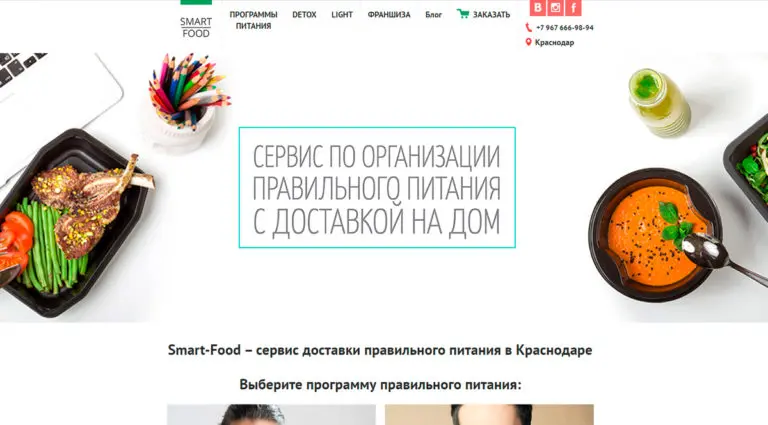 SMART
FOOD
ПРОГРАММЫ
ПИТАНИЯ
DETOX
LIGHT
ФРАНШИЗА
Блог
ЗАКАЗАТЬ
+7 967 666-98-94
Краснодар
СЕРВИС ПО ОРГАНИЗАЦИИ
ПРАВИЛЬНОГО ПИТАНИЯ
С ДОСТАВКОЙ НА ДОМ
Smart-Food – сервис доставки правильного питания в Краснодаре
Выберите программу правильного питания: